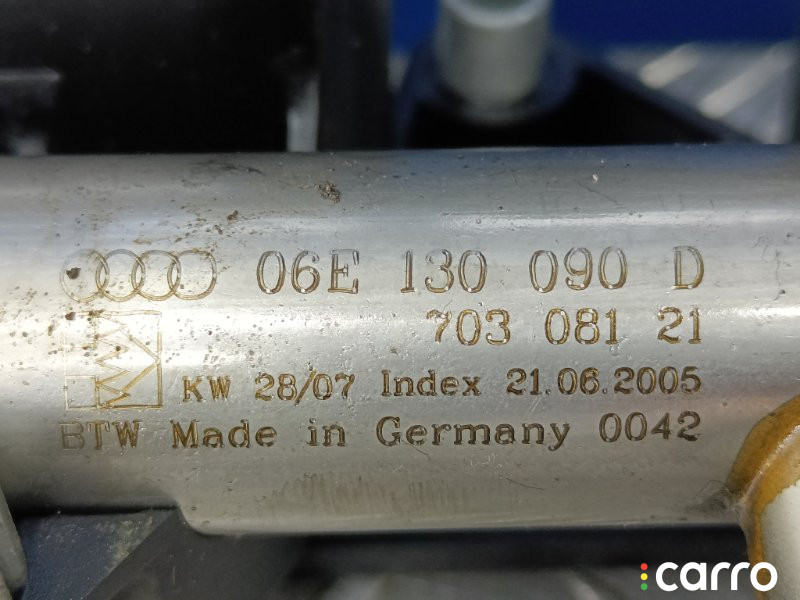 06E 130 090 D
703 081 21
KW 28/07 Index 21.06.2005
BTW Made in Germany 0042
carro